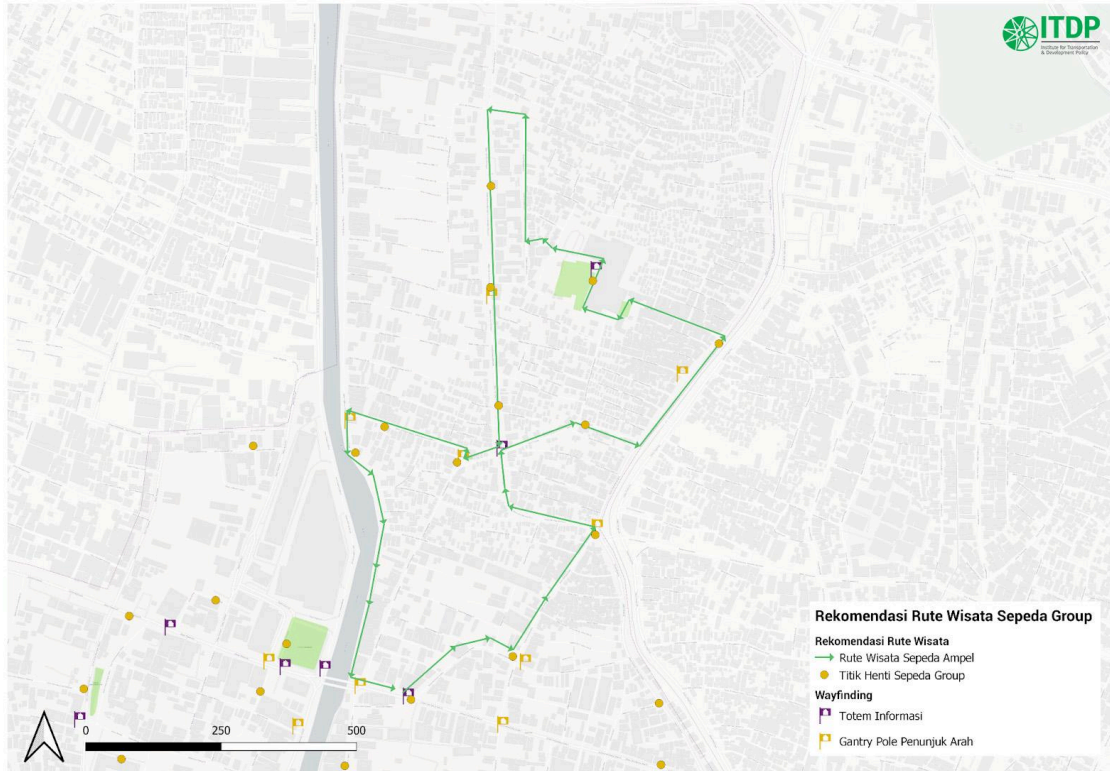 ITDP
Institute for Transportation
& Development Policy
Rekomendasi Rute Wisata Sepeda Group
Rekomendasi Rute Wisata
Rute Wisata Sepeda Ampel
Titik Henti Sepeda Group
Wayfinding
Totem Informasi
Gantry Pole Penunjuk Arah
0 250 500